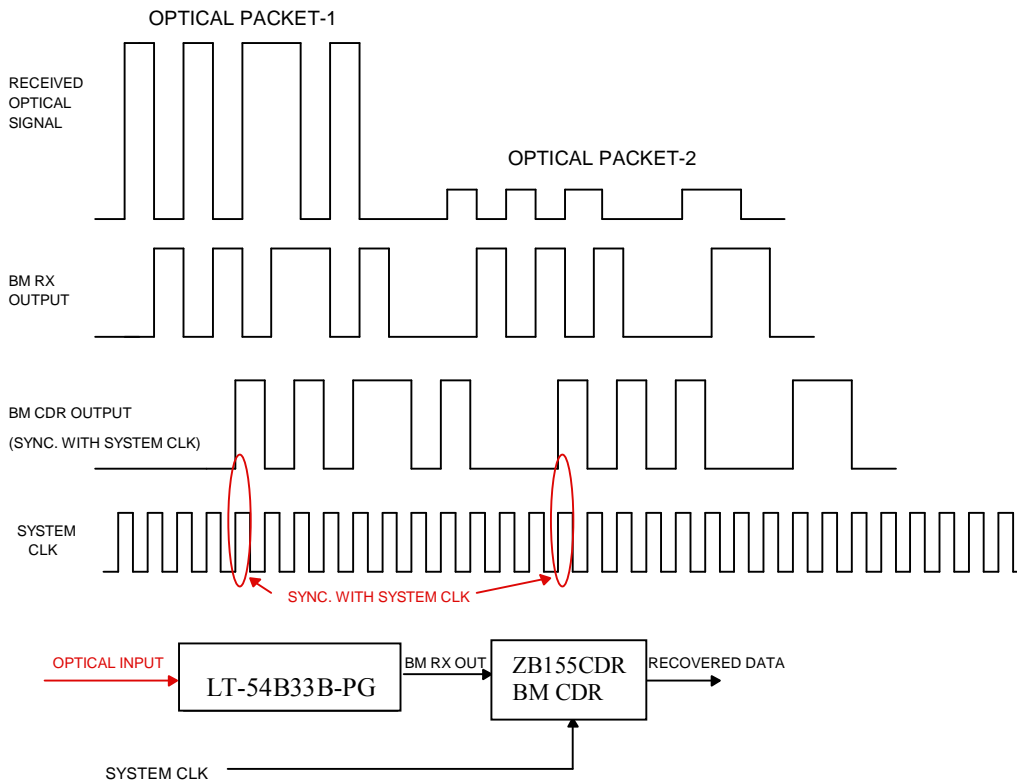 OPTICAL PACKET-1
RECEIVED
OPTICAL
SIGNAL
OPTICAL PACKET-2
BM RX
OUTPUT
BM CDR OUTPUT
(SYNC. WITH SYSTEM CLK)
SYSTEM
CLK
SYNC. WITH SYSTEM CLK
OPTICAL INPUT
LT-54B33B-PG
BM RX OUT
ZB155CDR
BM CDR
RECOVERED DATA
SYSTEM CLK